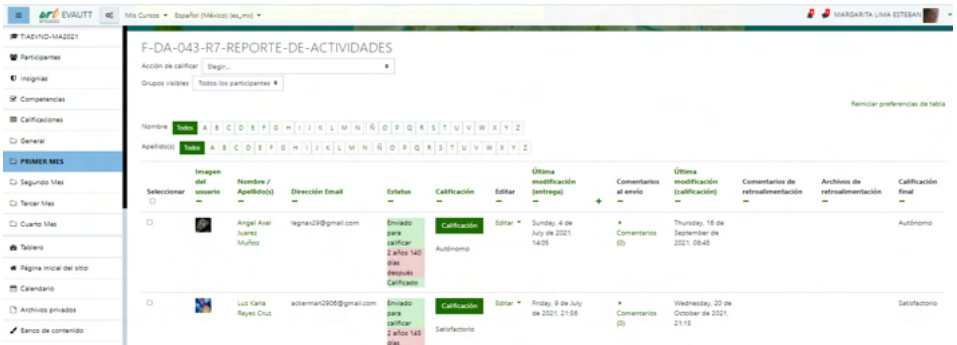 urt EVAUTT
Mis Cursos
Español (México) (es_mx)
MARGARITA LIMA ESTEBAN
TIAEVND-MA2021
Participantes
Insignias
Competencias
Calificaciones
General
PRIMER MES
Segundo Mes
Tercer Mes
Cuarto Mes
Tablero
Página inicial del sitio
Calendario
Archivos privados
Banco de contenido
F-DA-043-R7-REPORTE-DE-ACTIVIDADES
Acción de calificar Elegir...
Grupos visibles Todos los participantes
Reiniciar preferencias de tabla
Nombre Todos A B C D E F G H I J K L M N Ñ O P Q R S T U V W X Y Z
Apellido(s) Todos A B C D E F G H I J K L M N Ñ O P Q R S T U V W X Y Z
Seleccionar
Imagen
del
usuario
Nombre /
Apellido(s)
Dirección Email
Estatus
Calificación
Editar
Última
modificación
(entrega)
Comentarios
al envío
Última
modificación
(calificación)
Comentarios de
retroalimentación
Archivos de
retroalimentación
Calificación
final
Angel Axal
Juarez
Muñoz
legnax29@gmail.com
Enviado
para
calificar
2 años 140
días
después
Calificado
Calificación
Autónomo
Editar
Sunday, 4 de
July de 2021,
14:05
Comentarios
(0)
Thursday, 16 de
September de
2021, 08:45
Autónomo
Luz Karla
Reyes Cruz
ackerman2906@gmail.com
Enviado
para
calificar
2 años 145
días
Calificación
Satisfactorio
Editar
Friday, 9 de July
de 2021, 21:56
Comentarios
(0)
Wednesday, 20 de
October de 2021,
21:15
Satisfactorio